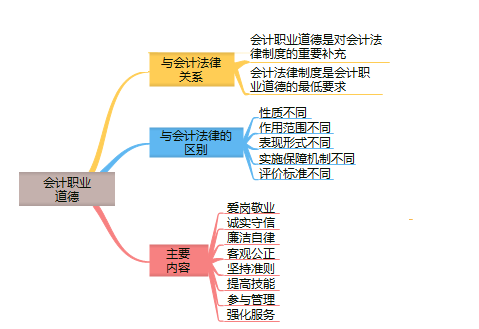 会计职业
道德
与会计法律
关系
会计职业道德是对会计法
律制度的重要补充
会计法律制度是会计职
业道德的最低要求
与会计法律的
区别
性质不同
作用范围不同
表现形式不同
实施保障机制不同
评价标准不同
主要
内容
爱岗敬业
诚实守信
廉洁自律
客观公正
坚持准则
提高技能
参与管理
强化服务